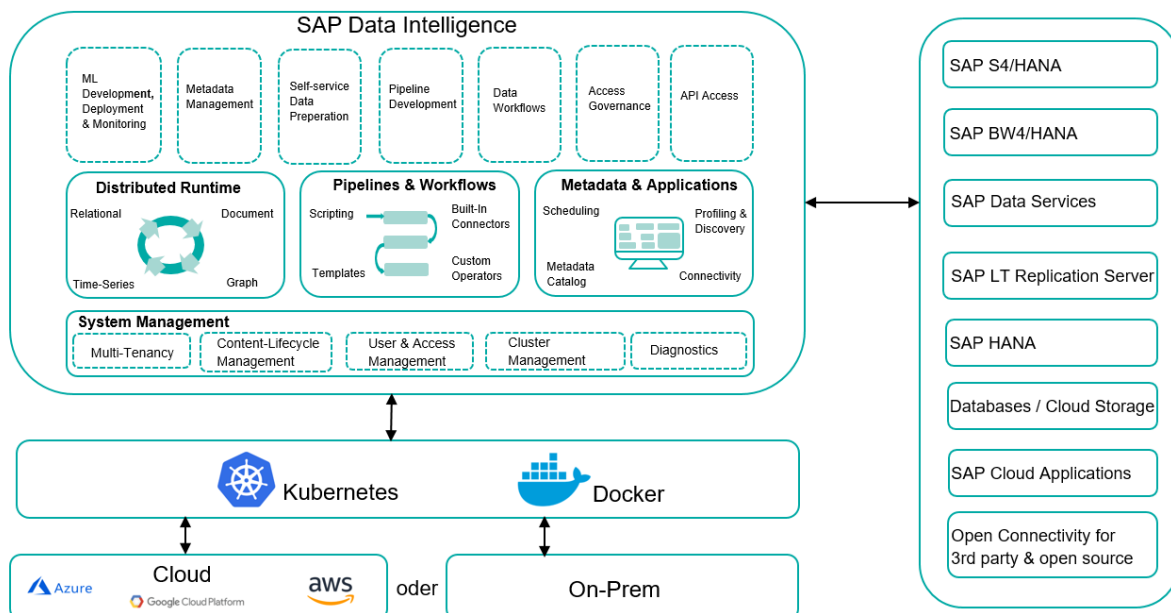 SAP Data Intelligence
ML
Development,
Deployment
& Monitoring
Metadata
Management
Self-service
Data
Preperation
Pipeline
Development
Data
Workflows
Access
Governance
API Access
Distributed Runtime
Relational
Document
Time-Series
Graph
Pipelines & Workflows
Scripting
Built-In
Connectors
Templates
Custom
Operators
Metadata & Applications
Scheduling
Profiling &
Discovery
Metadata
Catalog
Connectivity
System Management
Multi-Tenancy
Content-Lifecycle
Management
User & Access
Management
Cluster
Management
Diagnostics
Kubernetes
Docker
Cloud
Azure
Google Cloud Platform
aws
oder
On-Prem
SAP S4/HANA
SAP BW4/HANA
SAP Data Services
SAP LT Replication Server
SAP HANA
Databases / Cloud Storage
SAP Cloud Applications
Open Connectivity for
3rd party & open source